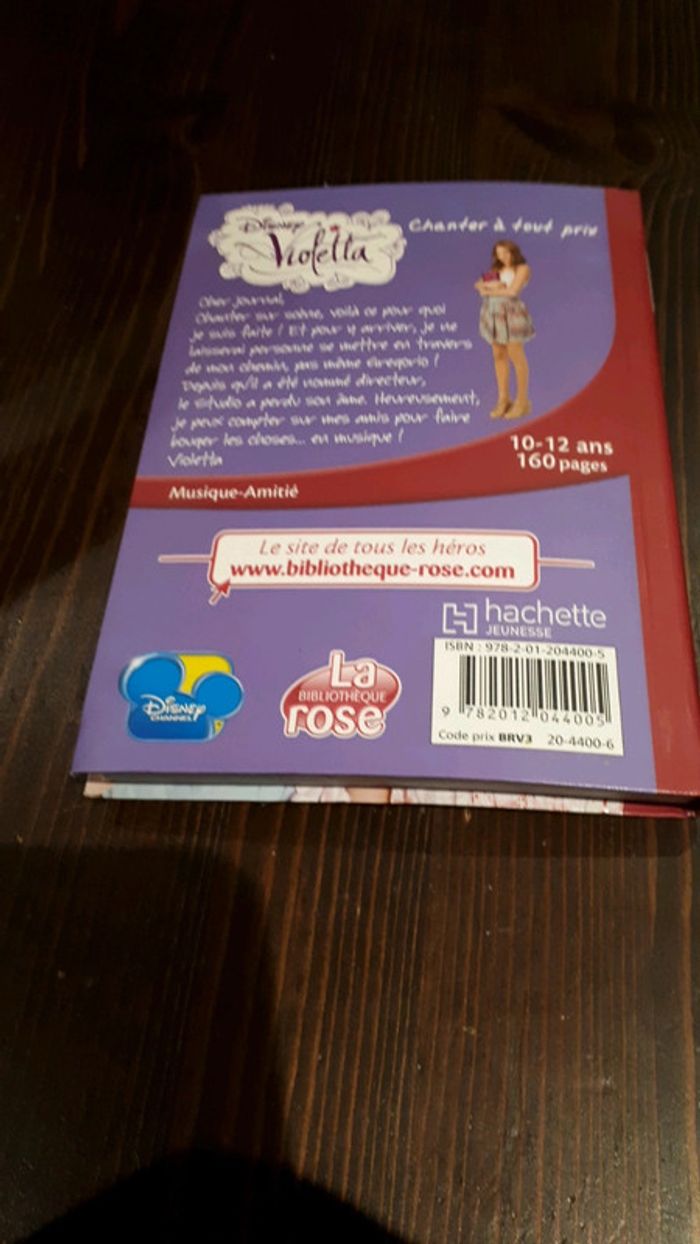 Disney
Violetta
Chanter à tout prix
Cher journal,
Chanter sur scène, voilà ce pour quoi
je suis faite ! Et pour y arriver, je ne
laisserai personne se mettre en travers
de mon chemin, pas même Gregorio !
Depuis qu'il a été nommé directeur,
le Studio a perdu son âme. Heureusement,
je peux compter sur mes amis pour faire
bouger les choses... en musique !
Violetta
10-12 ans
160 pages
Musique-Amitié
Le site de tous les héros
www.bibliotheque-rose.com
hachette
JEUNESSE
ISBN : 978-2-01-204400-5
9 782012 044005
Code prix BRV3 20-4400-6
Disney
CHANNEL
La
BIBLIOTHÈQUE
rose